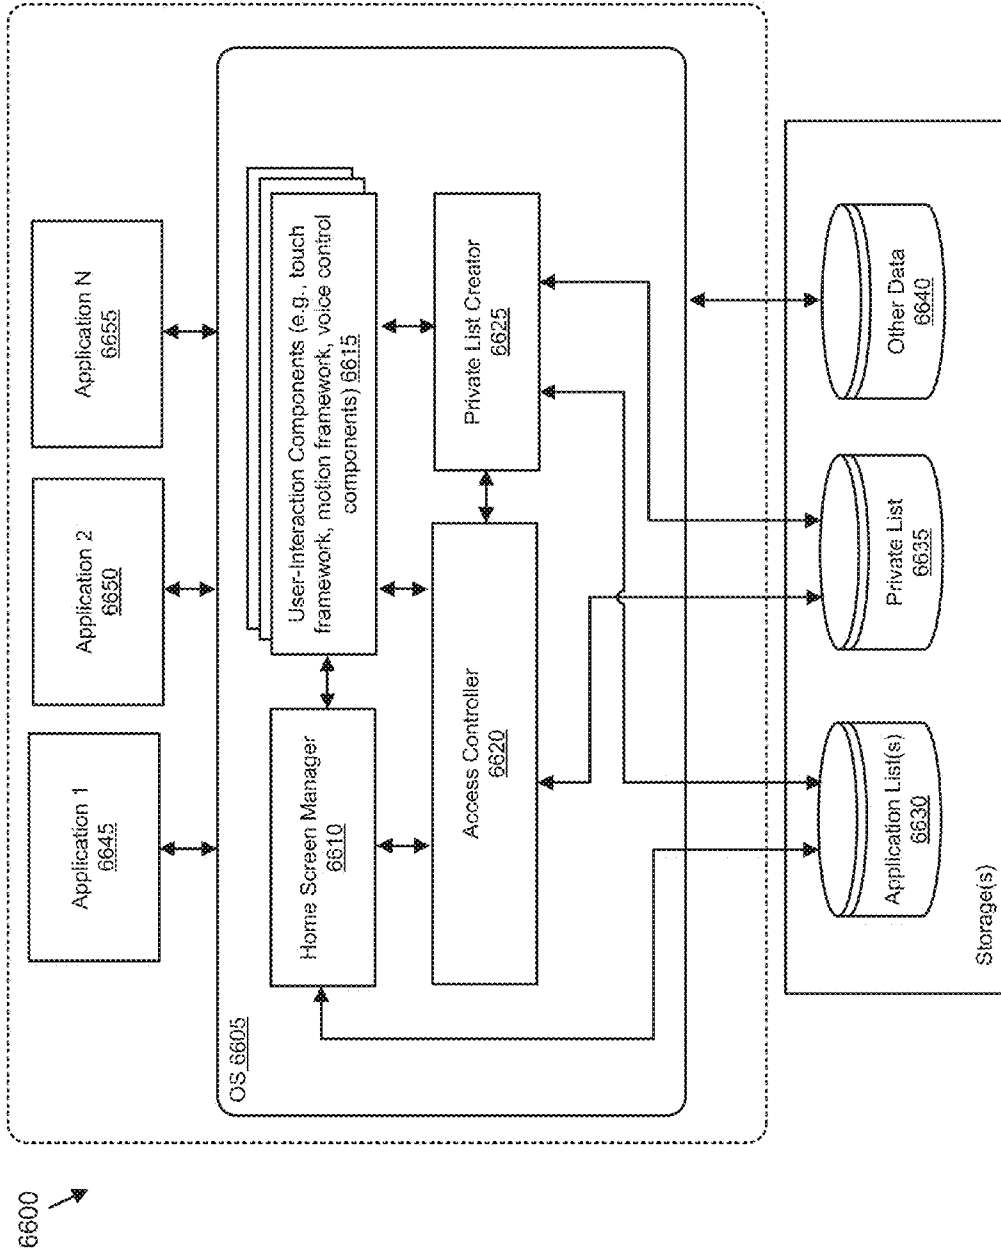 6600
Application 1
6645
Application 2
6650
Application N
6655
OS 6605
Home Screen Manager
6610
User-Interaction Components (e.g., touch
framework, motion framework, voice control
components) 6615
Access Controller
6620
Private List Creator
6625
Application List(s)
6630
Private List
6635
Other Data
6640
Storage(s)